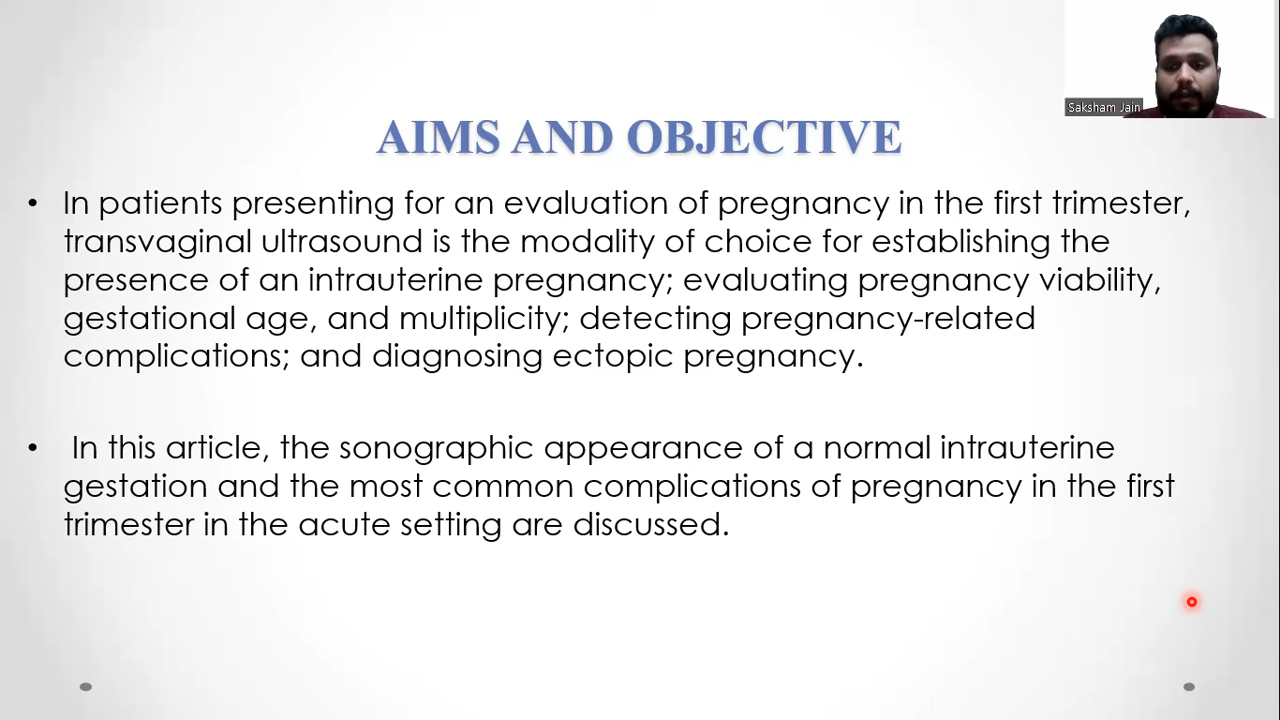 Saksham Jain
AIMS AND OBJECTIVE
• In patients presenting for an evaluation of pregnancy in the first trimester,
transvaginal ultrasound is the modality of choice for establishing the
presence of an intrauterine pregnancy; evaluating pregnancy viability,
gestational age, and multiplicity; detecting pregnancy-related
complications; and diagnosing ectopic pregnancy.
• In this article, the sonographic appearance of a normal intrauterine
gestation and the most common complications of pregnancy in the first
trimester in the acute setting are discussed.